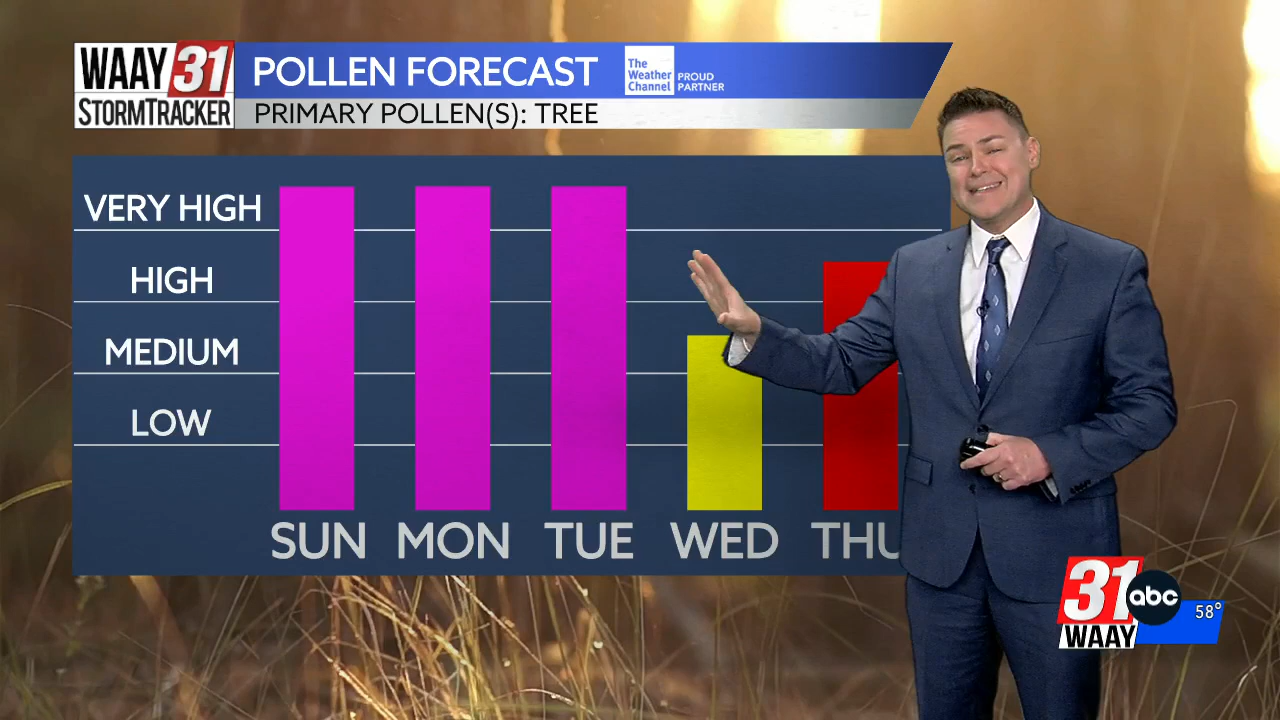 WAAY 31
STORMTRACKER
POLLEN FORECAST
The
Weather
Channel
PROUD
PARTNER
PRIMARY POLLEN(S): TREE
VERY HIGH
HIGH
MEDIUM
LOW
SUN MON TUE WED THU
31
abc
WAAY
58°